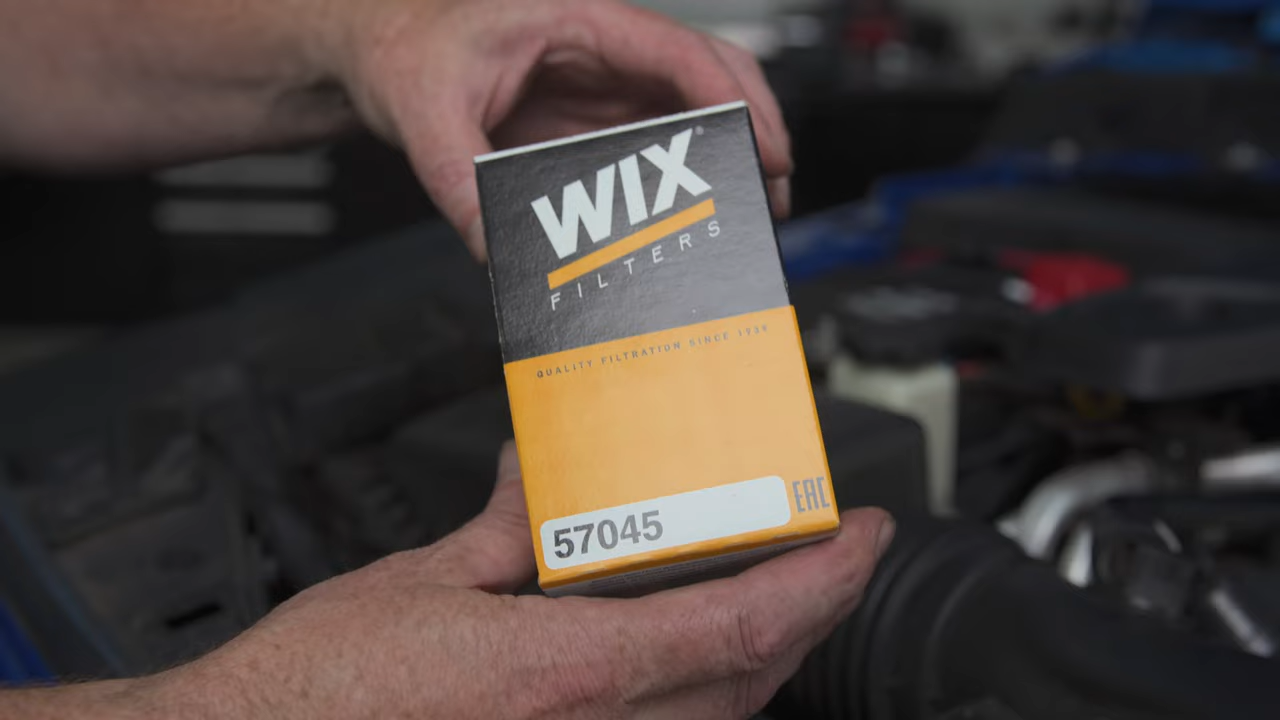 WIX®
FILTERS
QUALITY FILTRATION SINCE 1939
57045
EAC